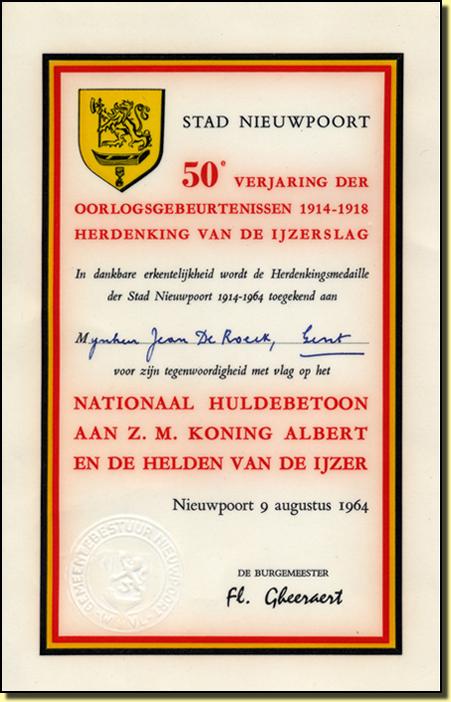 STAD NIEUWPOORT
50e VERJARING DER
OORLOGSGEBEURTENISSEN 1914-1918
HERDENKING VAN DE IJZERSLAG
In dankbare erkentelijkheid wordt de Herdenkingsmedaille
der Stad Nieuwpoort 1914-1964 toegekend aan
Mynheer Jean De Roeck, Gent
voor zijn tegenwoordigheid met vlag op het
NATIONAAL HULDEBETOON
AAN Z. M. KONING ALBERT
EN DE HELDEN VAN DE IJZER
Nieuwpoort 9 augustus 1964
GEMEENTEBESTUUR NIEUWPOORT
W. VL.
DE BURGEMEESTER
Fl. Gheeraert